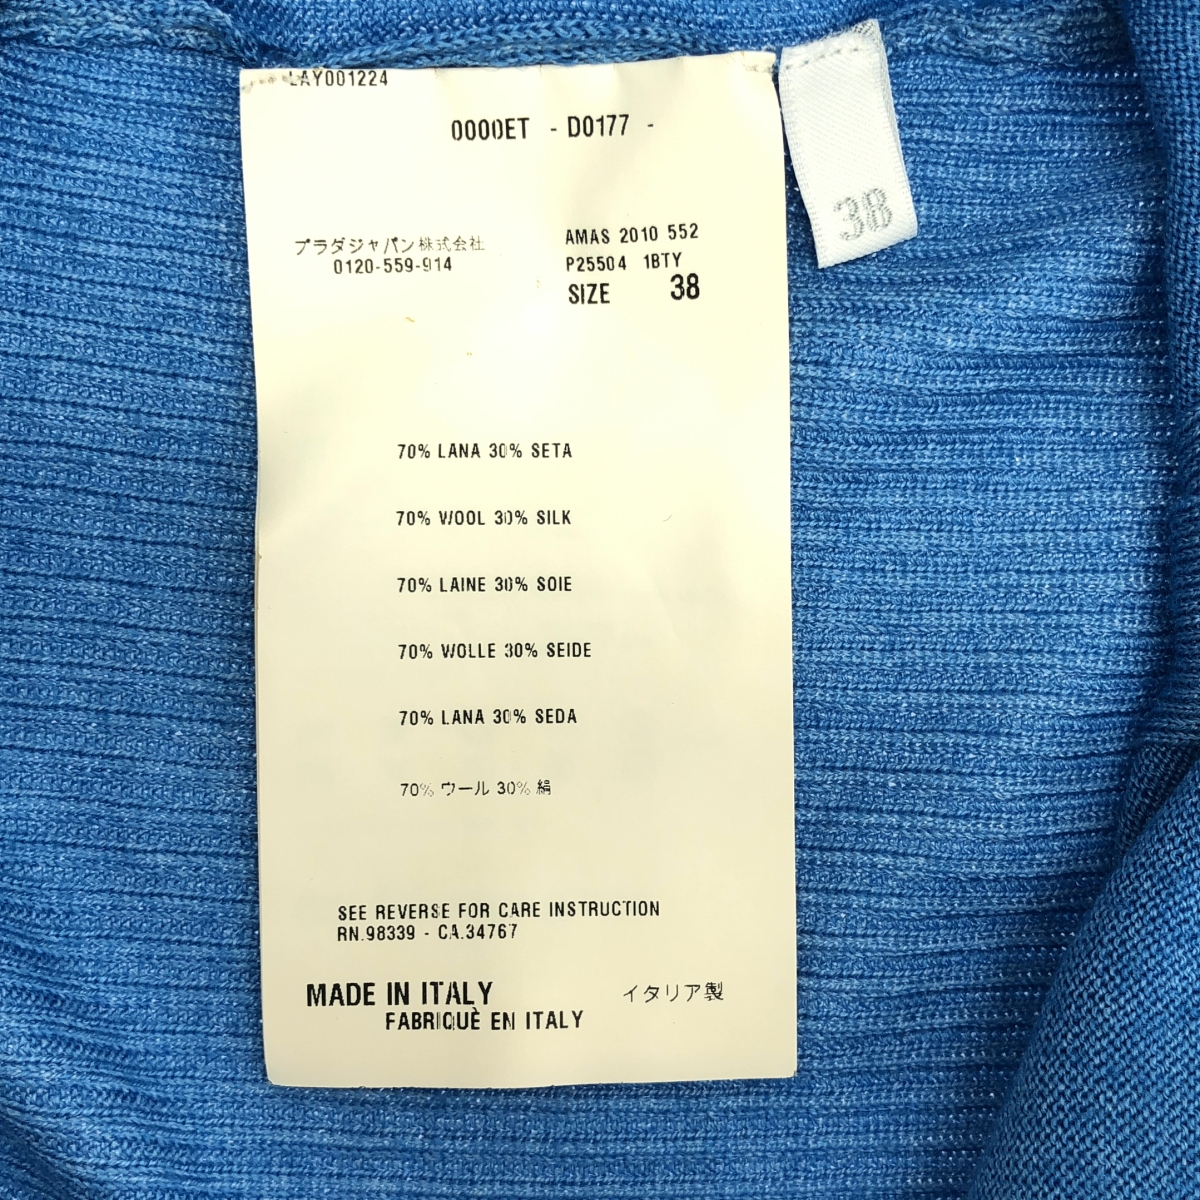 LAY001224
0000ET - D0177 -
38
プラダジャパン株式会社
0120-559-914
AMAS 2010 552
P25504 1BTY
SIZE 38
70% LANA 30% SETA
70% WOOL 30% SILK
70% LAINE 30% SOIE
70% WOLLE 30% SEIDE
70% LANA 30% SEDA
70% ウール 30% 絹
SEE REVERSE FOR CARE INSTRUCTION
RN.98339 - CA.34767
MADE IN ITALY イタリア製
FABRIQUÈ EN ITALY